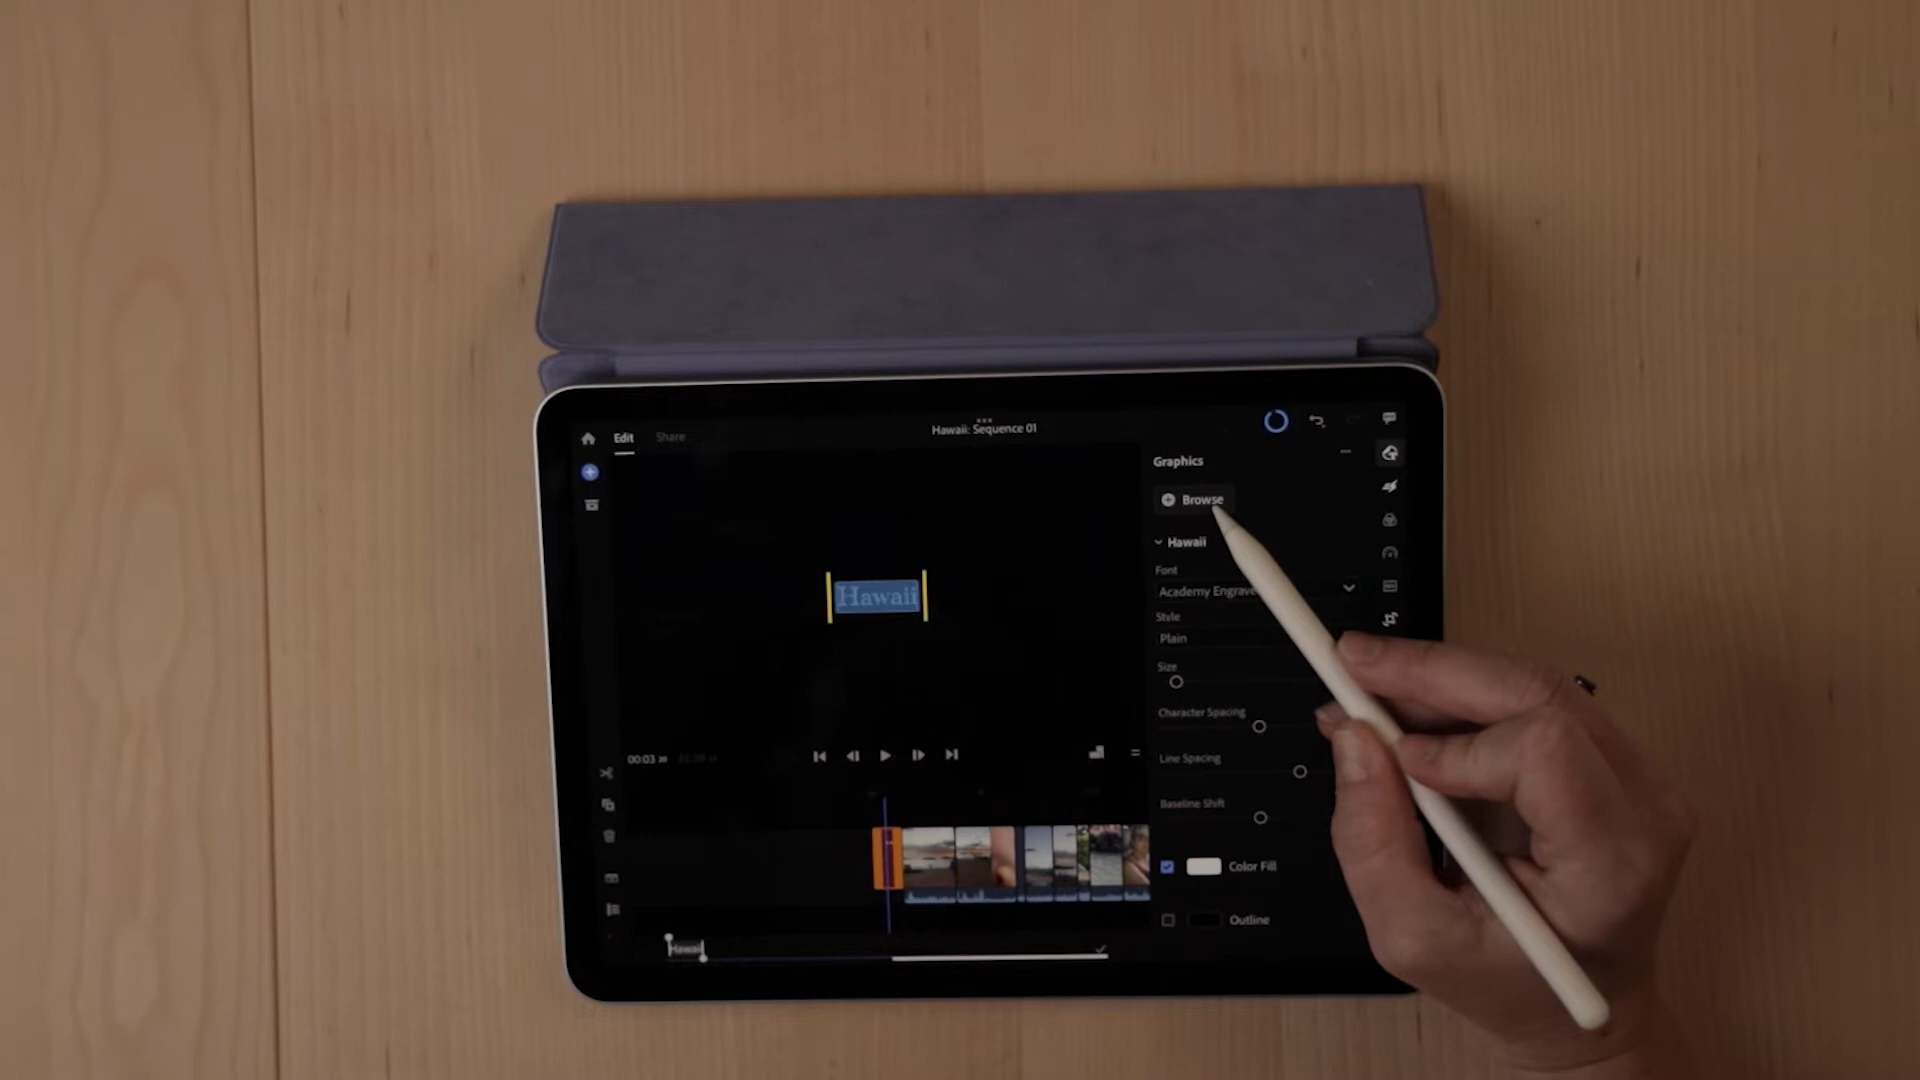 Hawaii: Sequence 01
Edit
Share
Graphics
Browse
Hawaii
Font
Academy Engrave
Style
Plain
Size
Character Spacing
Line Spacing
Baseline Shift
Color Fill
Outline
Hawaii
00:03 20
Hawaii